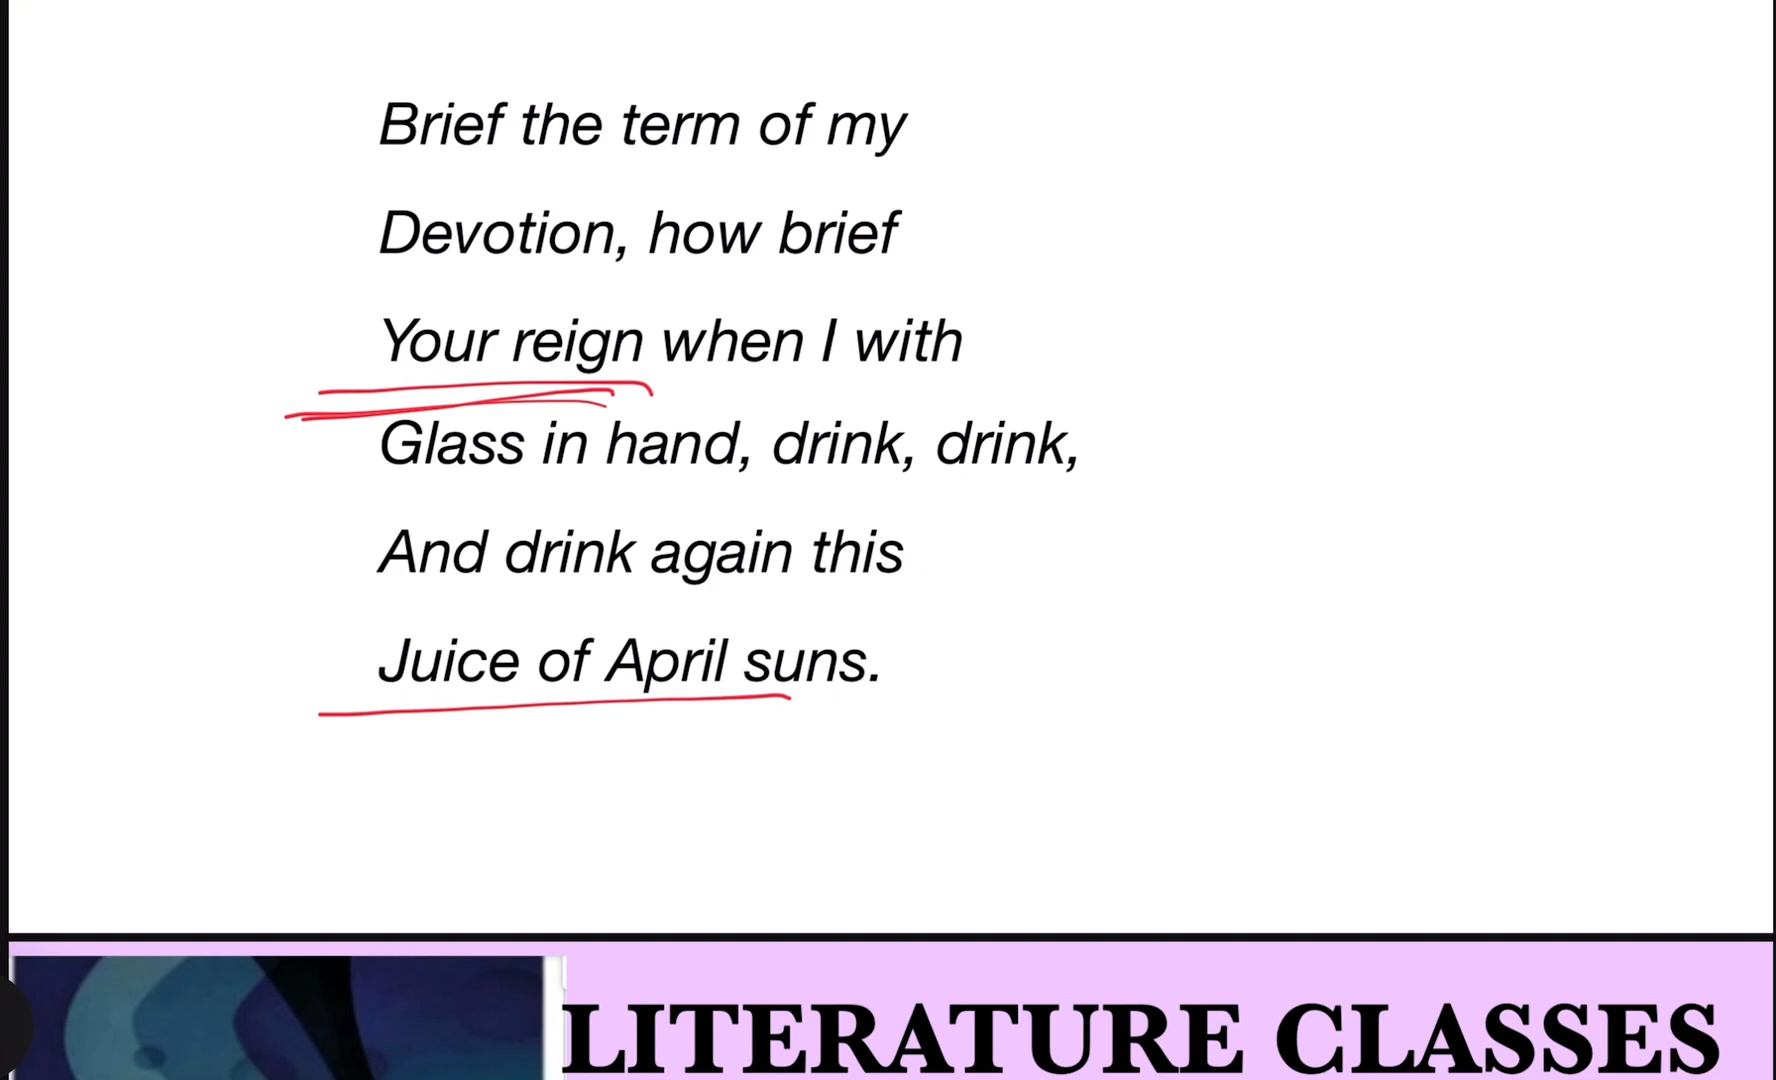 Brief the term of my
Devotion, how brief
Your reign when I with
Glass in hand, drink, drink,
And drink again this
Juice of April suns.
LITERATURE CLASSES